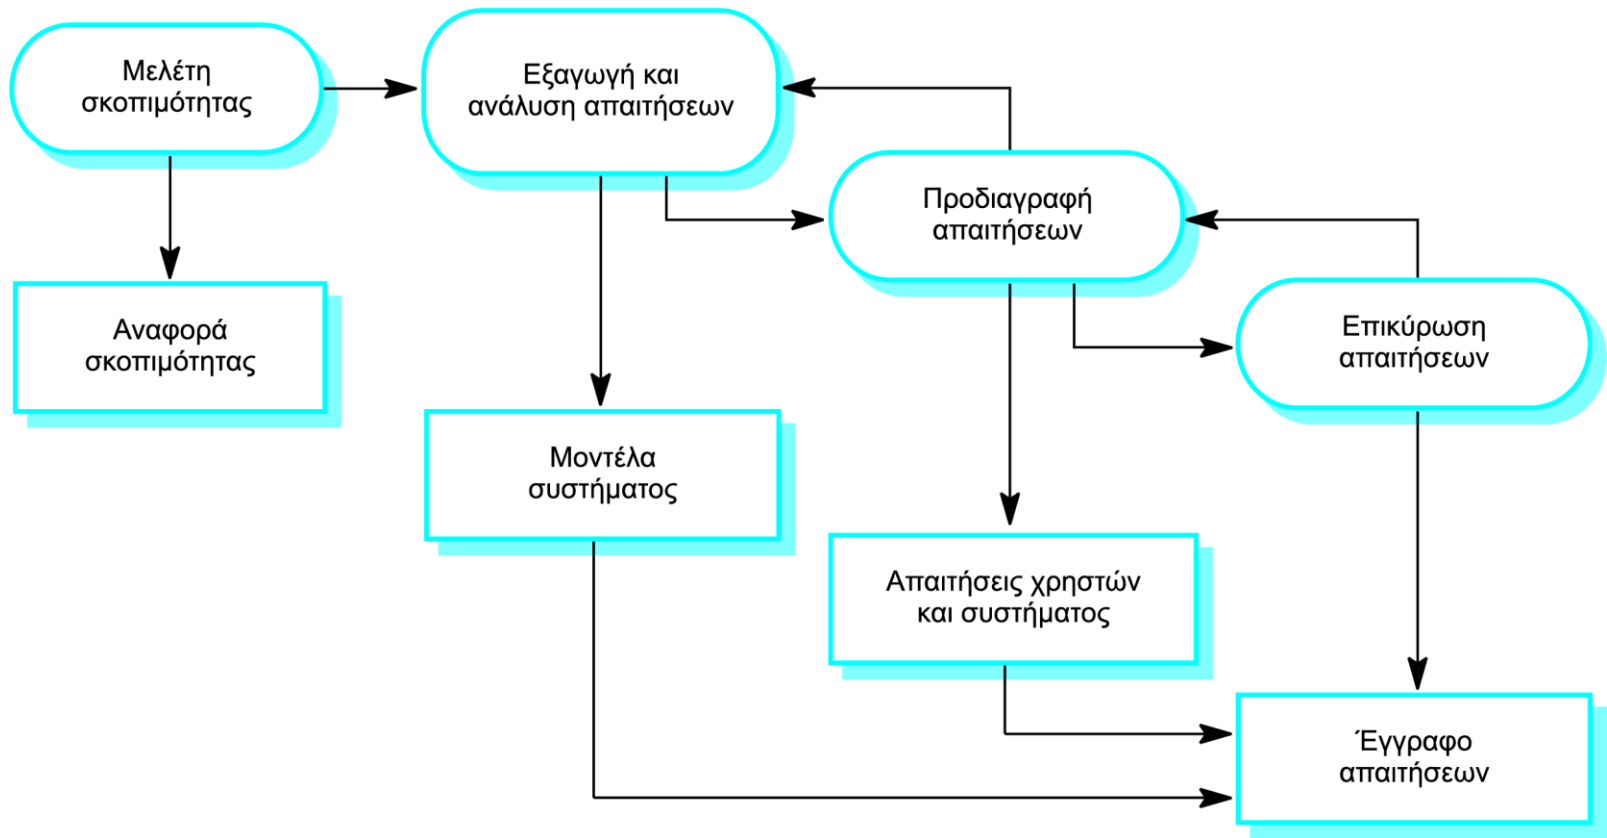 Μελέτη
σκοπιμότητας
Εξαγωγή και
ανάλυση απαιτήσεων
Προδιαγραφή
απαιτήσεων
Επικύρωση
απαιτήσεων
Αναφορά
σκοπιμότητας
Μοντέλα
συστήματος
Απαιτήσεις χρηστών
και συστήματος
Έγγραφο
απαιτήσεων